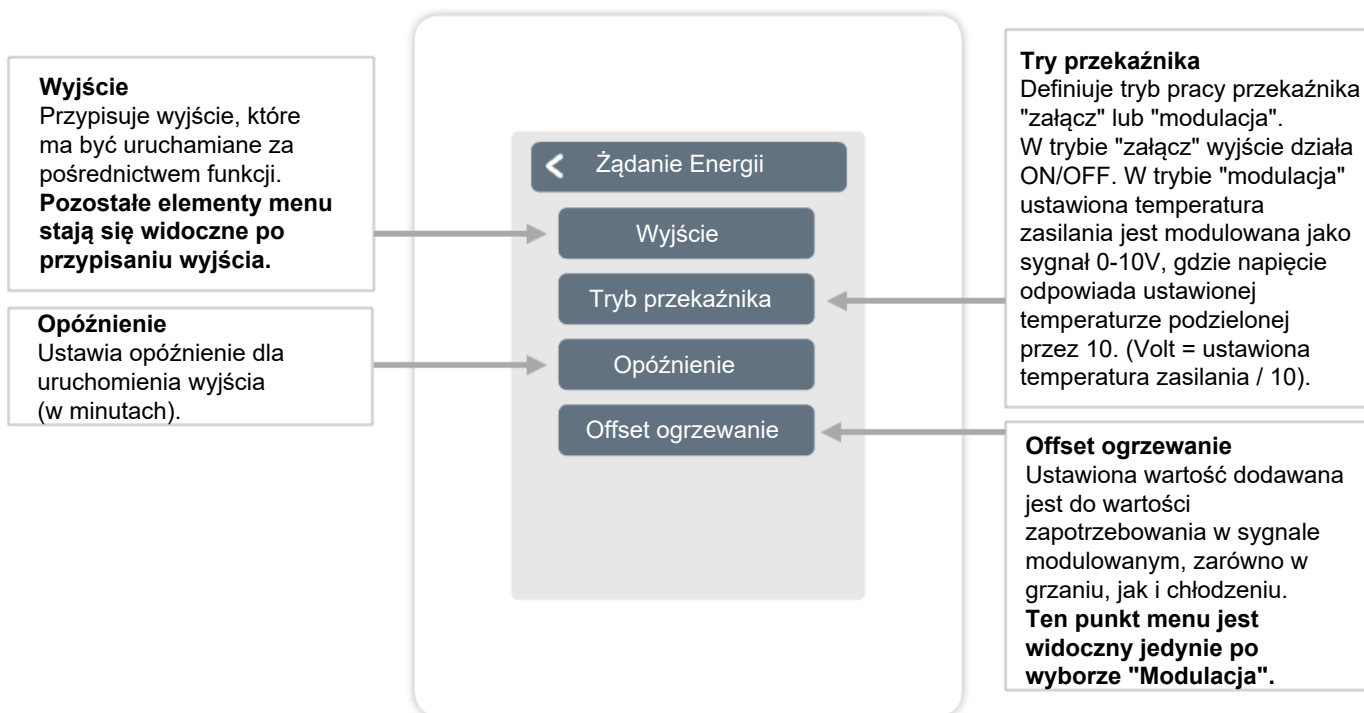 Wyjście
Przypisuje wyjście, które
ma być uruchamiane za
pośrednictwem funkcji.
Pozostałe elementy menu
stają się widoczne po
przypisaniu wyjścia.
Opóźnienie
Ustawia opóźnienie dla
uruchomienia wyjścia
(w minutach).
Żądanie Energii
Wyjście
Tryb przekaźnika
Opóźnienie
Offset ogrzewanie
Try przekaźnika
Definiuje tryb pracy przekaźnika
"załącz" lub "modulacja".
W trybie "załącz" wyjście działa
ON/OFF. W trybie "modulacja"
ustawiona temperatura
zasilania jest modulowana jako
sygnał 0-10V, gdzie napięcie
odpowiada ustawionej
temperaturze podzielonej
przez 10. (Volt = ustawiona
temperatura zasilania / 10).
Offset ogrzewanie
Ustawiona wartość dodawana
jest do wartości
zapotrzebowania w sygnale
modulowanym, zarówno w
grzaniu, jak i chłodzeniu.
Ten punkt menu jest
widoczny jedynie po
wyborze "Modulacja".